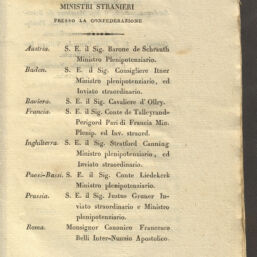 MINISTRI STRANIERI
PRESSO LA CONFEDERAZIONE
Austria. S. E. il Sig. Barone de Schrauth
Ministro Plenipotenziario.
Baden. S. E. il Sig. Consigliere Ittner
Ministro plenipotenziario, ed
Inviato straordinario.
Baviera. S. E. il Sig. Cavaliere d'Olry.
Francia. S. E. il Sig. Conte de Talleyrand-
Perigord Pari di Francia Min.
Plenip. ed Inv. straord.
Inghilterra. S. E. il Sig. Stratford Canning
Ministro plenipotenziario, ed
Inviato straordinario.
Paesi-Bassi. S. E. il Sig. Conte Liedekerk
Ministro plenipotenziario.
Prussia. S. E. il Sig. Justus Gruner In-
viato straordinario e Ministro
plenipotenziario.
Roma. Monsignor Canonico Francesco
Belli Inter-Nunzio Apostolico.